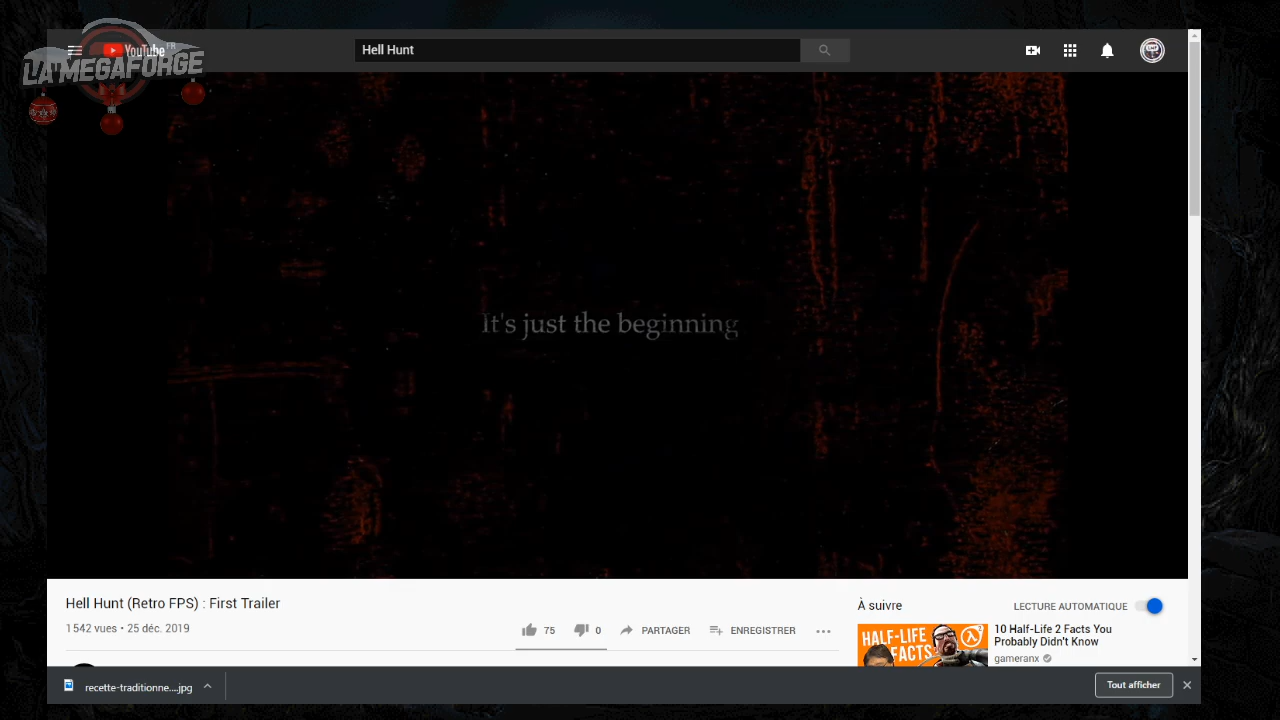 YouTube FR
Hell Hunt
LA MEGAFORGE
It's just the beginning
Hell Hunt (Retro FPS) : First Trailer
1 542 vues • 25 déc. 2019
75
0
PARTAGER
ENREGISTRER
À suivre
LECTURE AUTOMATIQUE
HALF-LIFE 2
FACTS
10 Half-Life 2 Facts You
Probably Didn't Know
gameranx
recette-traditionne....jpg
Tout afficher